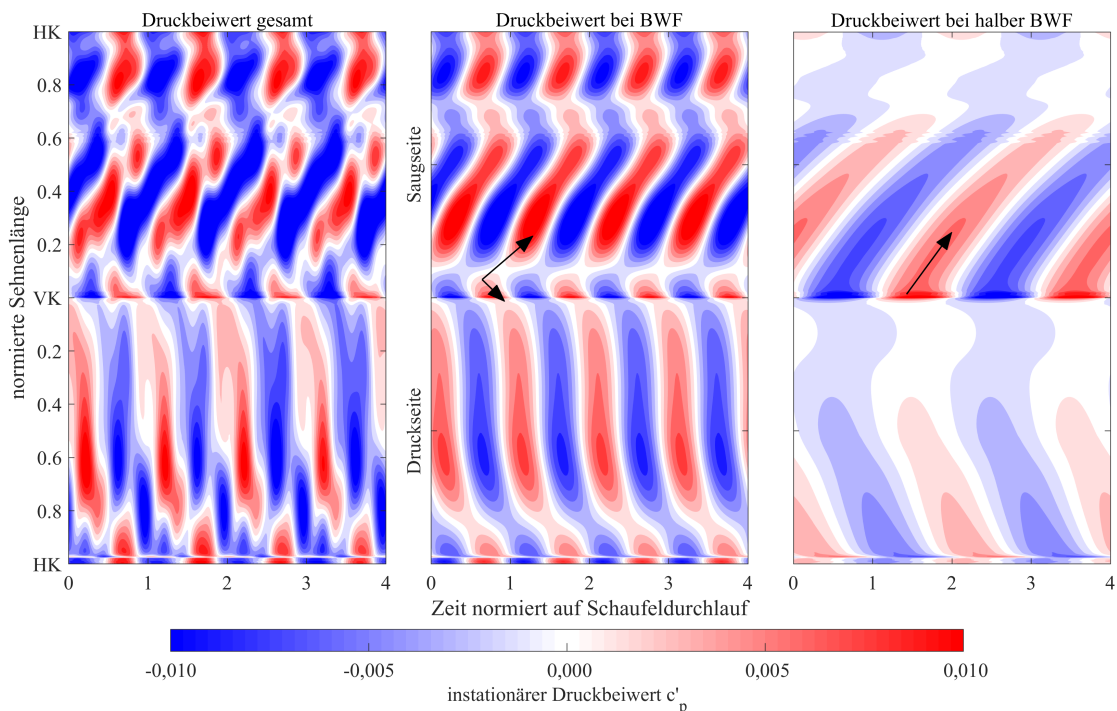 Druckbeiwert gesamt
Druckbeiwert bei BWF
Druckbeiwert bei halber BWF
normierte Sehnenlänge
HK
0.8
0.6
0.4
0.2
VK
0.2
0.4
0.6
0.8
HK
Saugseite
Druckseite
0 1 2 3 4
0 1 2 3 4
0 1 2 3 4
Zeit normiert auf Schaufeldurchlauf
-0,010 -0,005 0,000 0,005 0,010
instationärer Druckbeiwert c'p